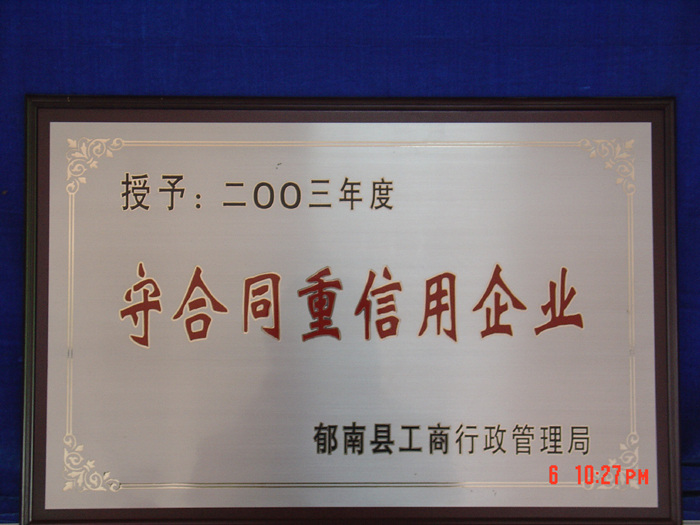 授予：二OO三年度
守合同重信用企业
郁南县工商行政管理局
6 10:27PM